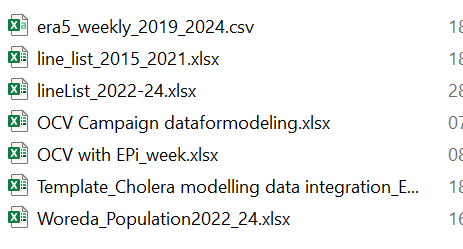 era5_weekly_2019_2024.csv 18
line_list_2015_2021.xlsx 18
lineList_2022-24.xlsx 28
OCV Campaign dataformodeling.xlsx 07
OCV with EPi_week.xlsx 08
Template_Cholera modelling data integration_E... 18
Woreda_Population2022_24.xlsx 16